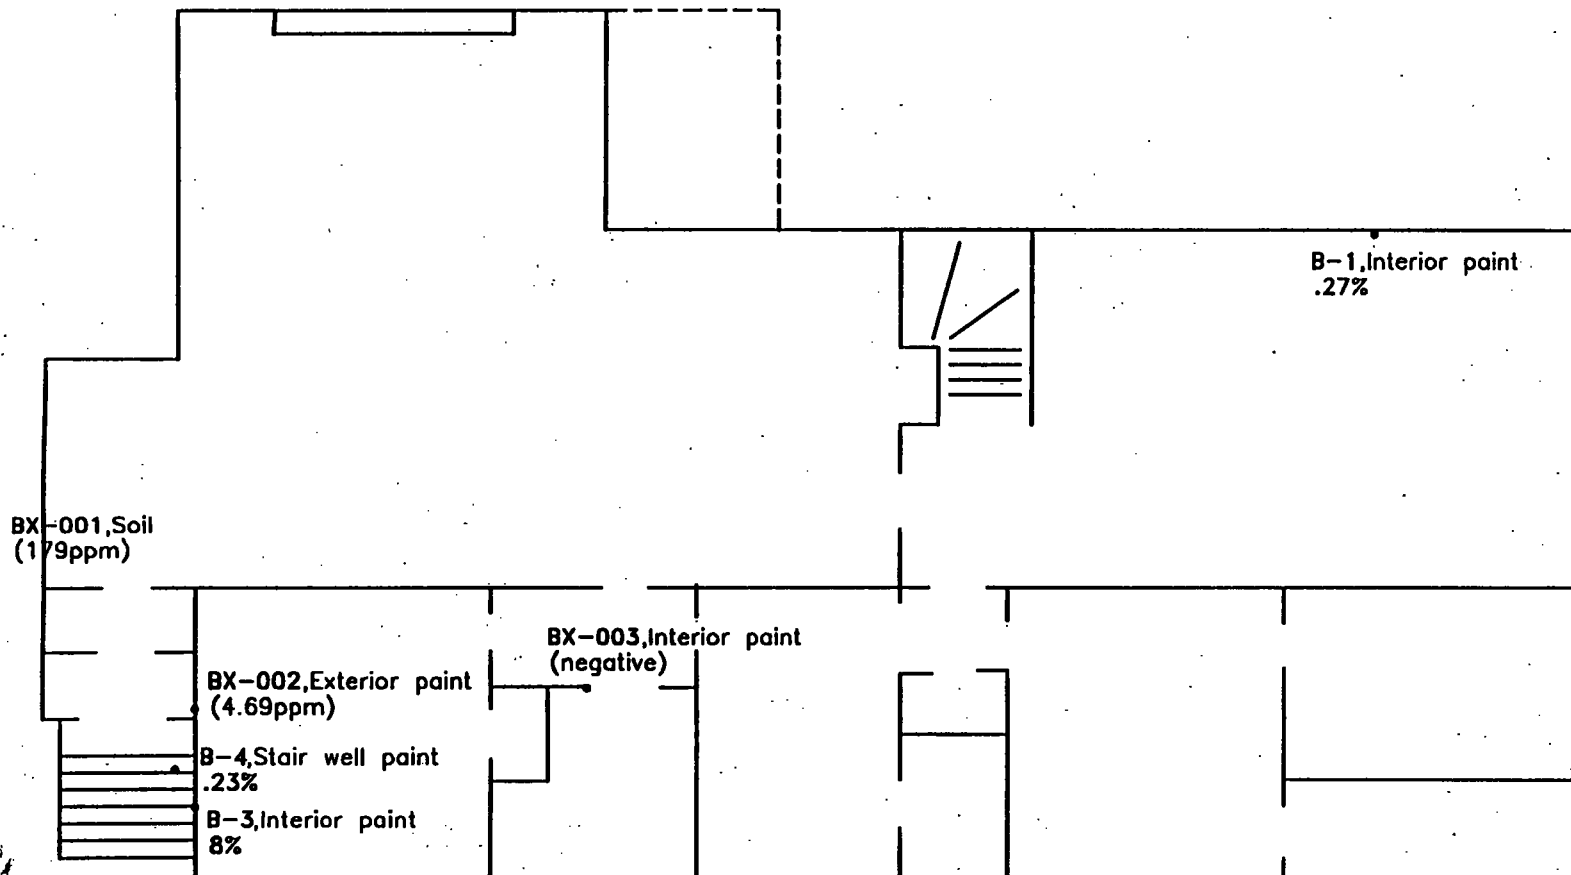 B-1,Interior paint
.27%
BX-001,Soil
(179ppm)
BX-003,Interior paint
(negative)
BX-002,Exterior paint
(4.69ppm)
B-4,Stair well paint
.23%
B-3,Interior paint
8%